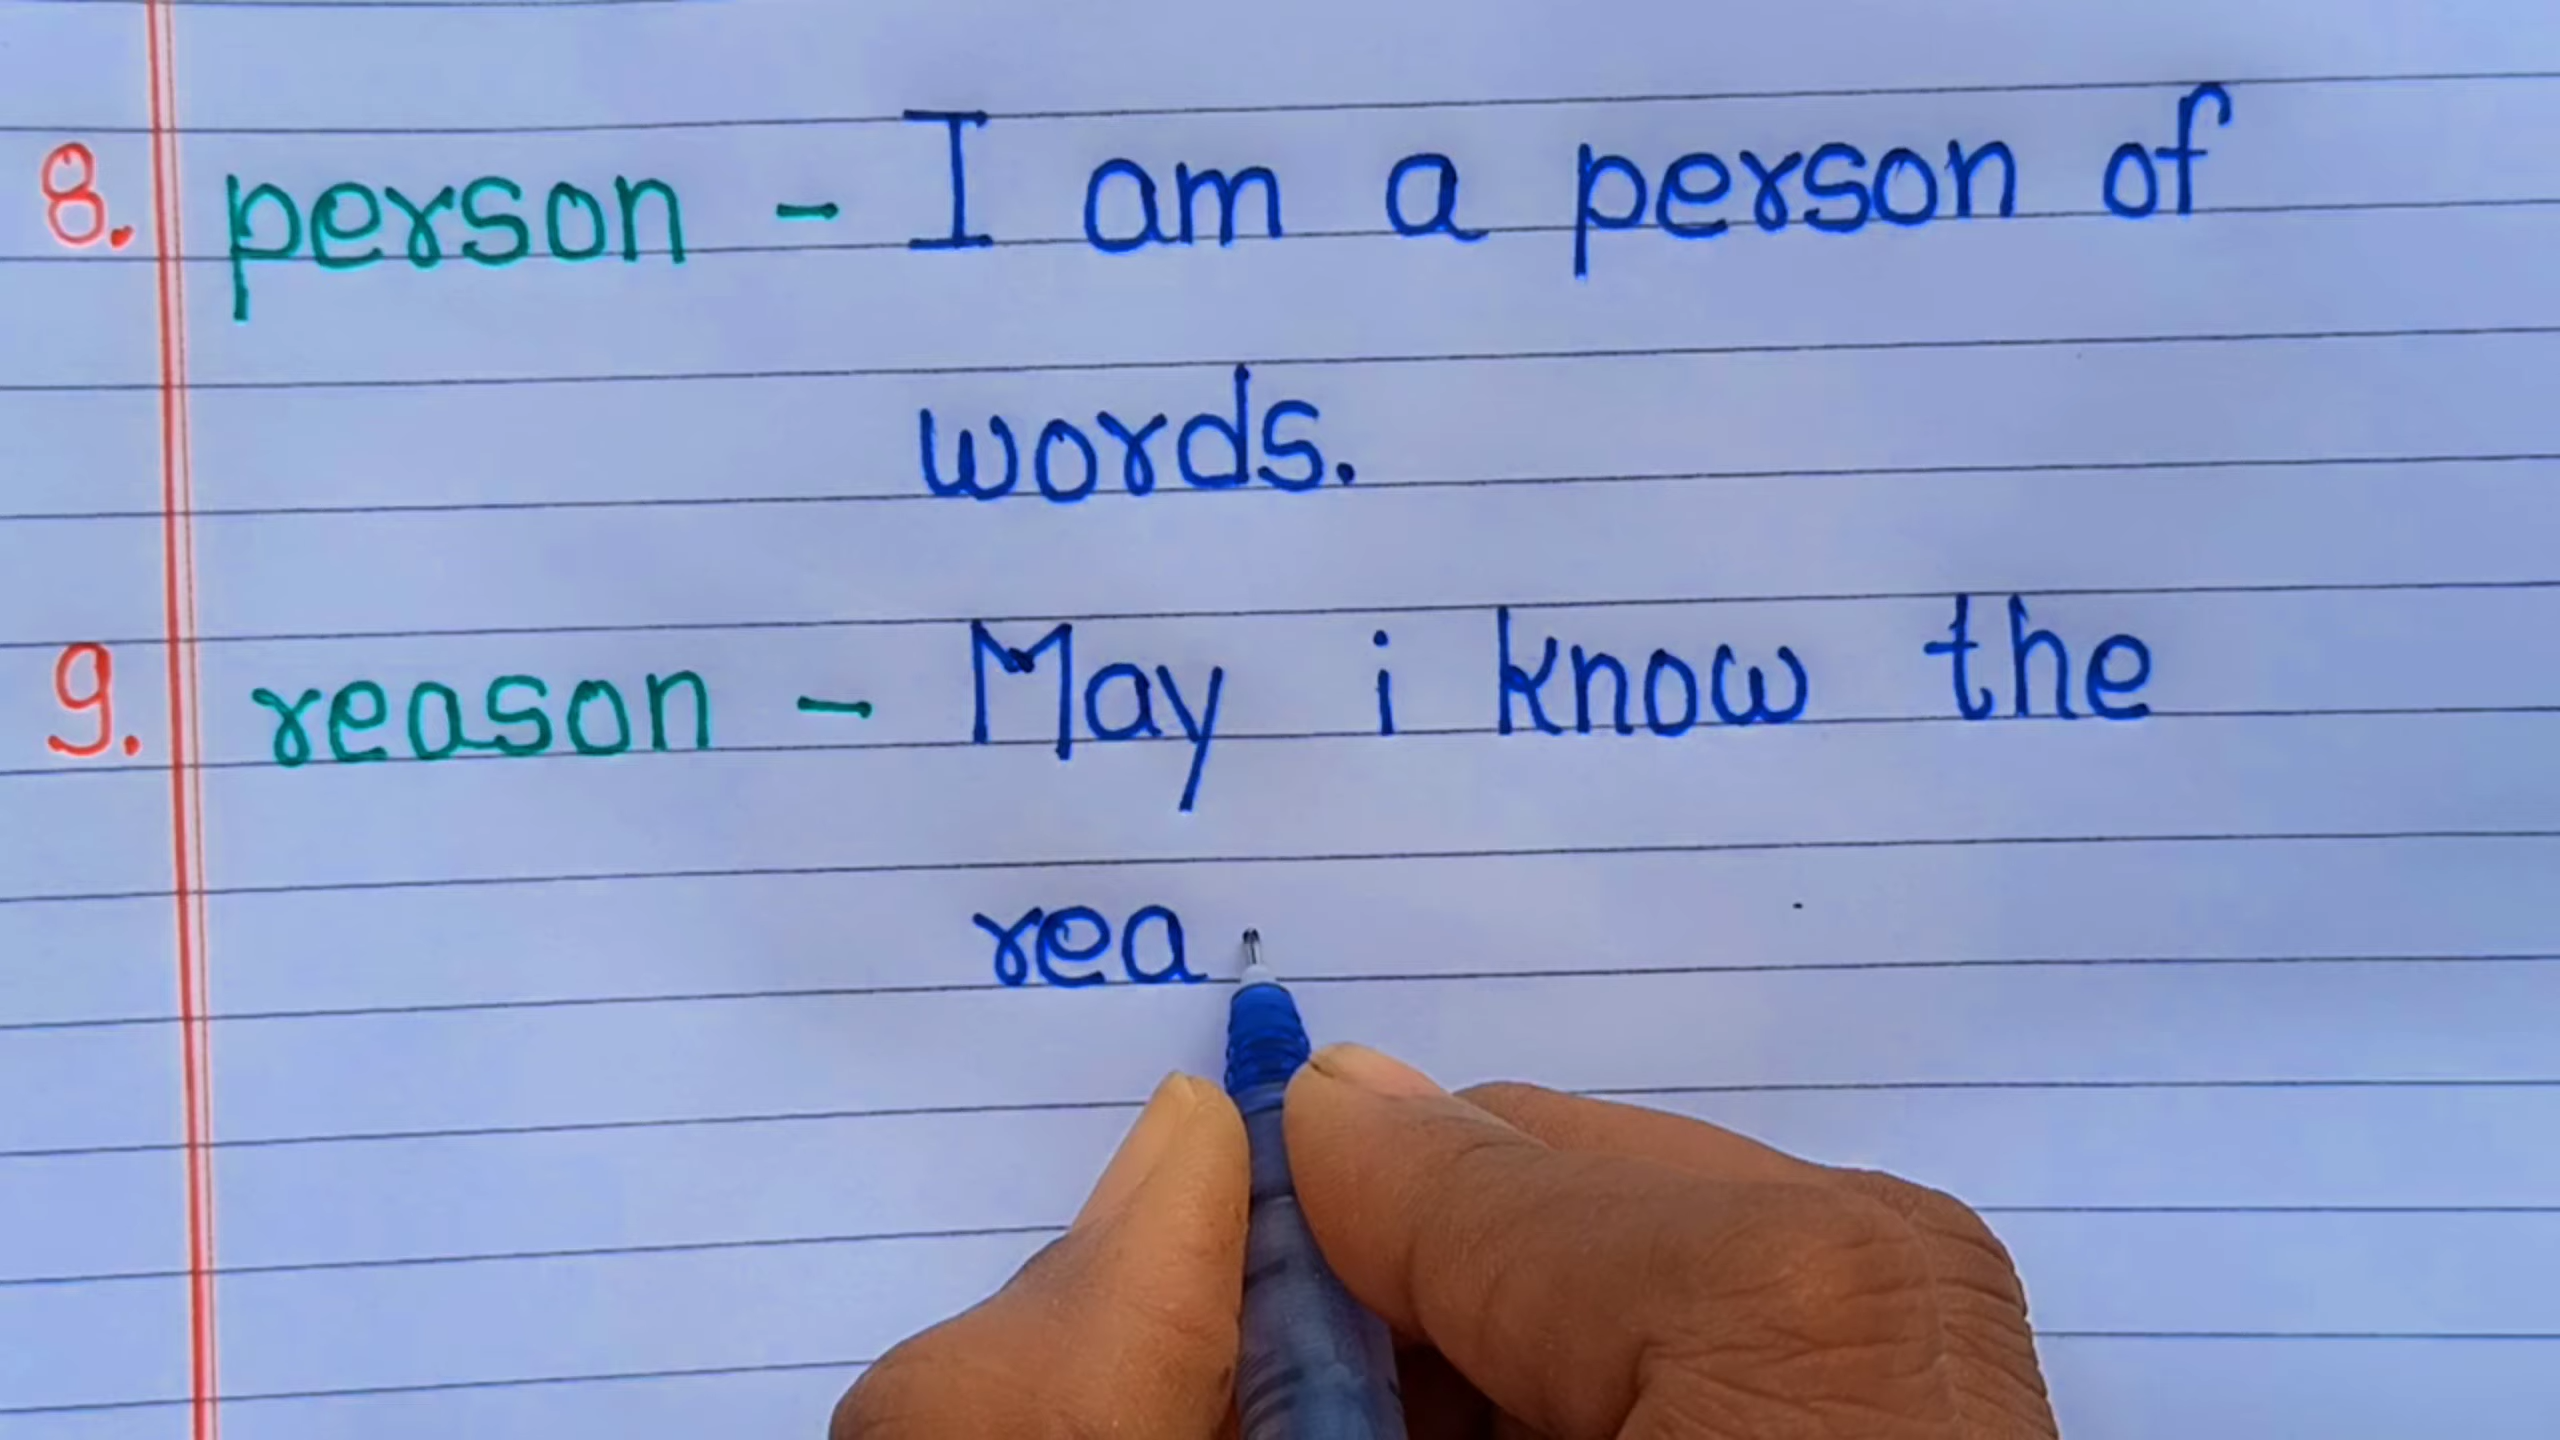 8. person - I am a person of
words.
9. reason - May i know the
rea